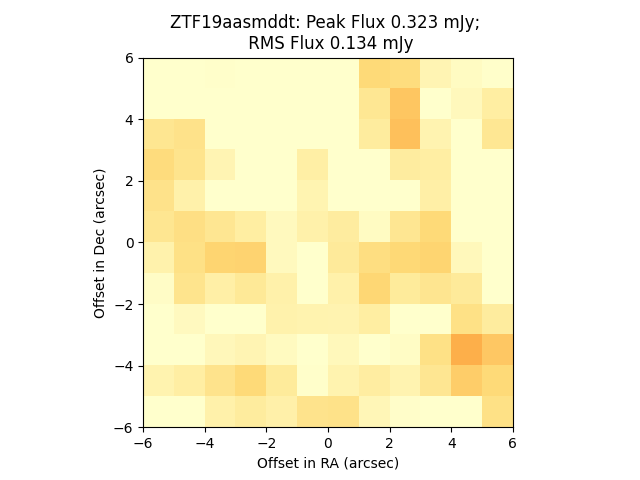 ZTF19aasmddt: Peak Flux 0.323 mJy;
RMS Flux 0.134 mJy
6
4
2
0
−2
−4
−6
Offset in Dec (arcsec)
−6 −4 −2 0 2 4 6
Offset in RA (arcsec)